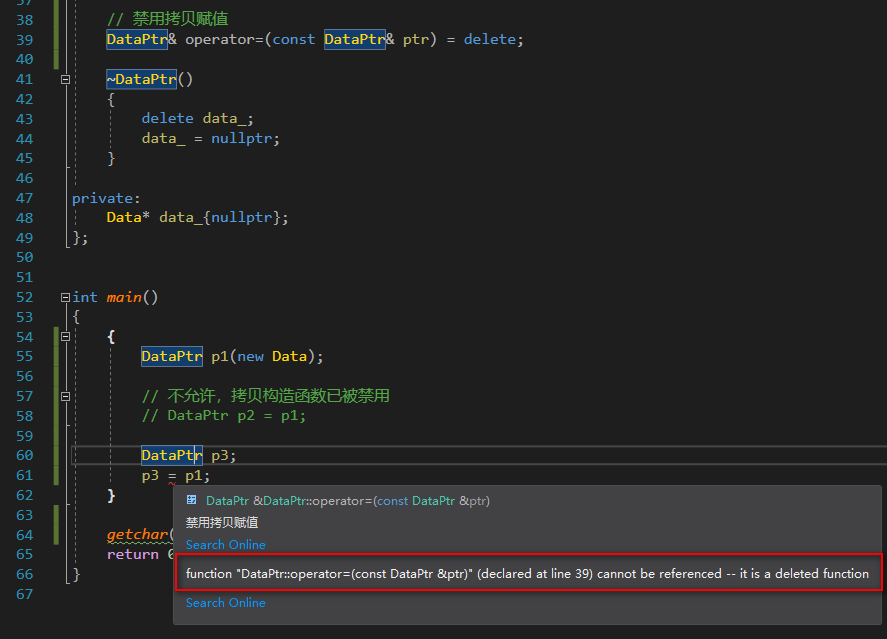 37
38 // 禁用拷贝赋值
39 DataPtr& operator=(const DataPtr& ptr) = delete;
40
41 ~DataPtr()
42 {
43 delete data_;
44 data_ = nullptr;
45 }
46
47 private:
48 Data* data_{nullptr};
49 };
50
51
52 int main()
53 {
54 {
55 DataPtr p1(new Data);
56
57 // 不允许，拷贝构造函数已被禁用
58 // DataPtr p2 = p1;
59
60 DataPtr p3;
61 p3 = p1;
62 }
DataPtr &DataPtr::operator=(const DataPtr &ptr)
63
禁用拷贝赋值
64 getchar(
Search Online
65 return 0
function "DataPtr::operator=(const DataPtr &ptr)" (declared at line 39) cannot be referenced -- it is a deleted function
66 }
67
Search Online